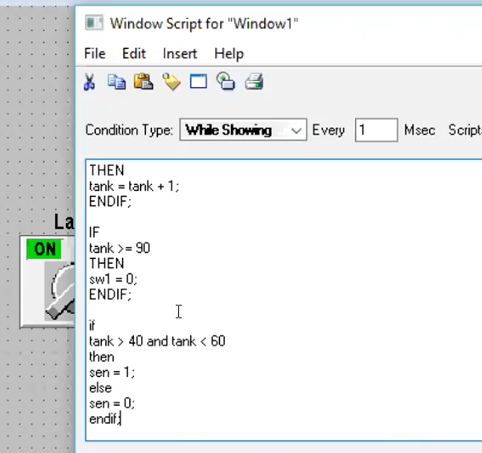 Window Script for "Window1"
File Edit Insert Help
Condition Type: While Showing Every 1 Msec Script
THEN
tank = tank + 1;
ENDIF;
IF
tank >= 90
THEN
sw1 = 0;
ENDIF;
if
tank > 40 and tank < 60
then
sen = 1;
else
sen = 0;
endif;
La
ON